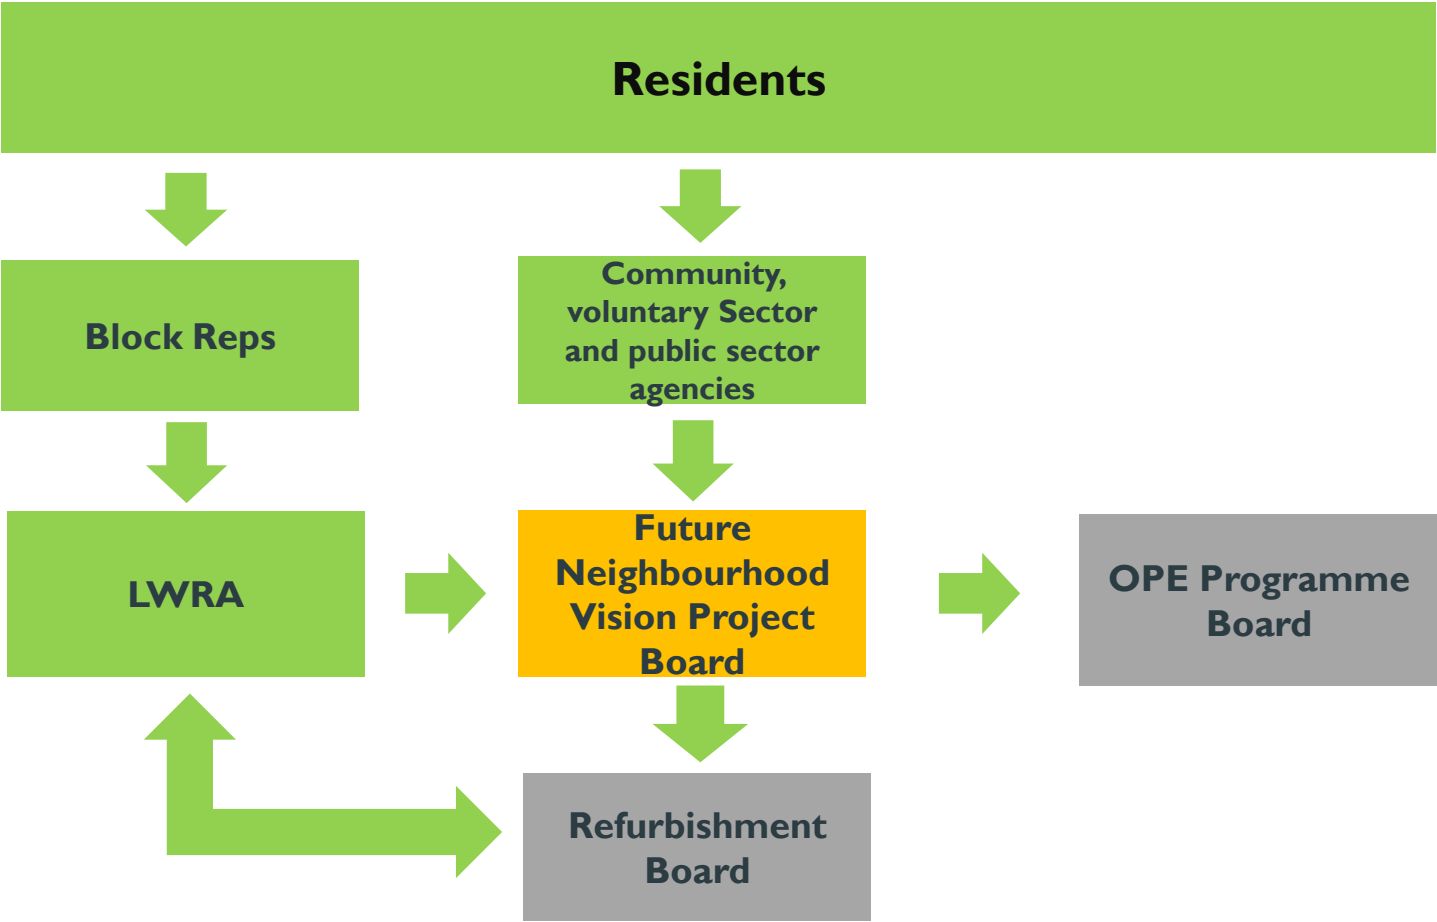 Residents
Block Reps
Community,
voluntary Sector
and public sector
agencies
LWRA
Future
Neighbourhood
Vision Project
Board
OPE Programme
Board
Refurbishment
Board